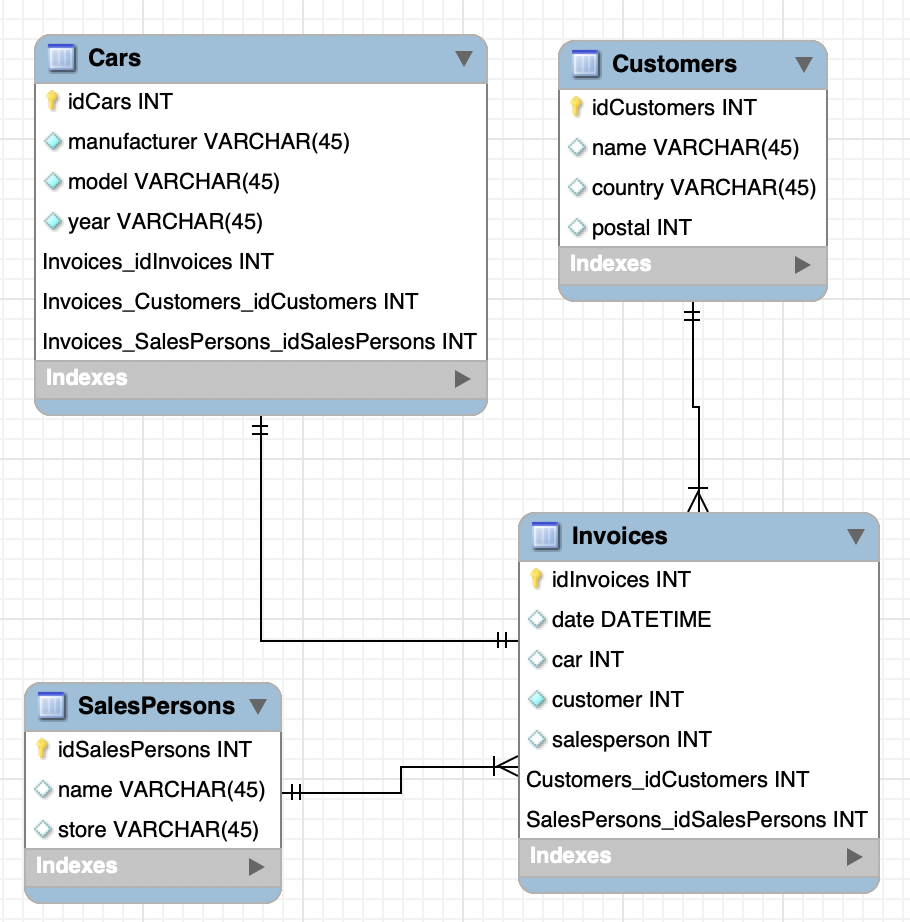 Cars
idCars INT
manufacturer VARCHAR(45)
model VARCHAR(45)
year VARCHAR(45)
Invoices_idInvoices INT
Invoices_Customers_idCustomers INT
Invoices_SalesPersons_idSalesPersons INT
Indexes
Customers
idCustomers INT
name VARCHAR(45)
country VARCHAR(45)
postal INT
Indexes
Invoices
idInvoices INT
date DATETIME
car INT
customer INT
salesperson INT
Customers_idCustomers INT
SalesPersons_idSalesPersons INT
Indexes
SalesPersons
idSalesPersons INT
name VARCHAR(45)
store VARCHAR(45)
Indexes